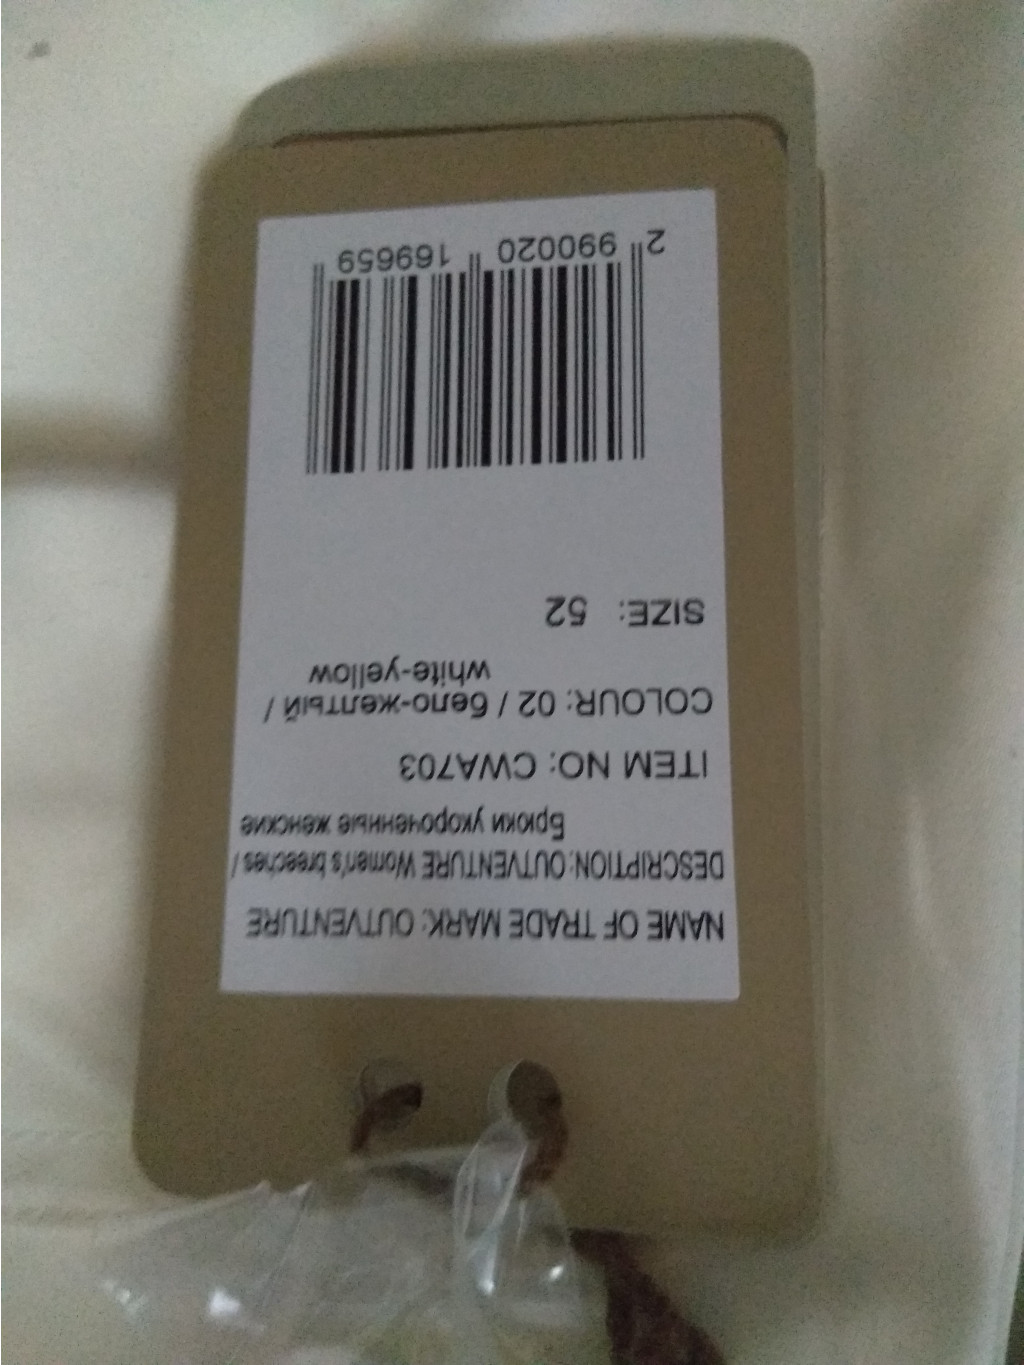 NAME OF TRADE MARK: OUTVENTURE
DESCRIPTION: OUTVENTURE Women's breeches /
Брюки укороченные женские
ITEM NO: CWA703
COLOUR: 02 / бело-желтый /
white-yellow
SIZE: 52
2 990020 169659